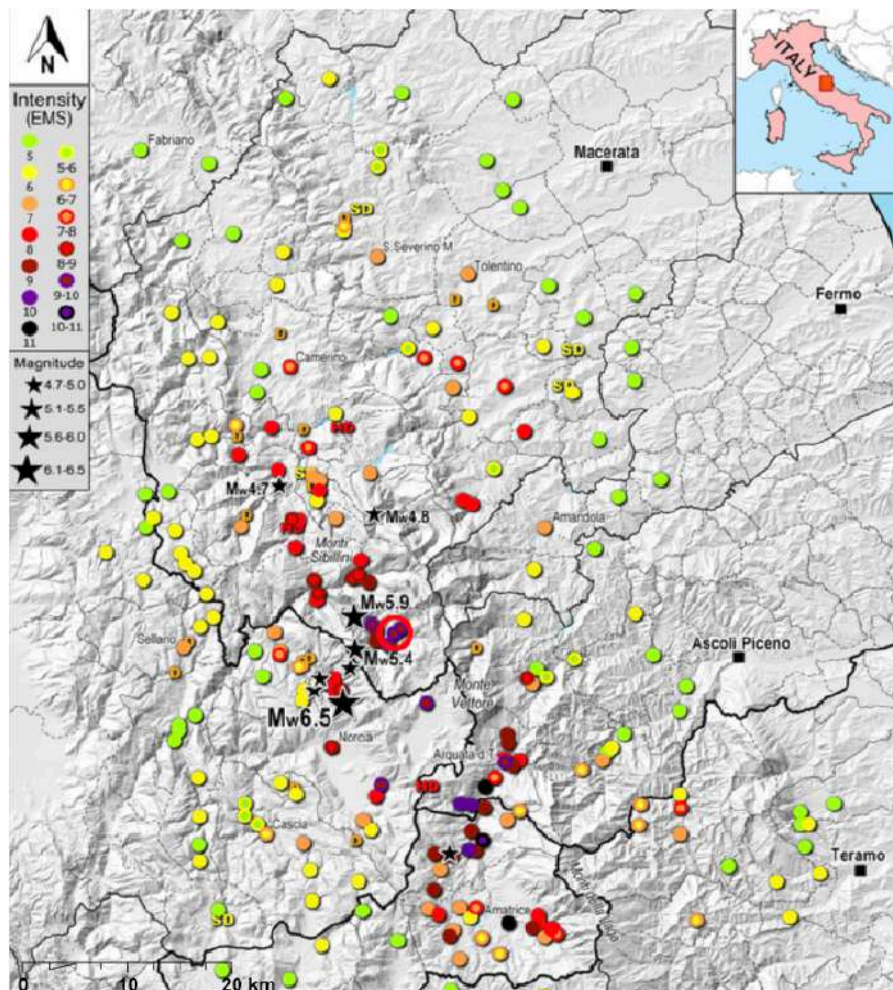 N
ITALY
Intensity
(EMS)
5
5-6
6
6-7
7
7-8
8
8-9
9
9-10
10
10-11
11
Magnitude
4.7-5.0
5.1-5.5
5.6-6.0
6.1-6.5
Fabriano
Macerata
SD
S.Severino M.
Tolentino
D
D
Fermo
D
Camerino
SD
SD
D
D
HD
Mw4.7
D
Mw4.8
Amandola
Monti
Sibillini
Mw5.9
Sellano
D
D
D
Mw5.4
Ascoli Piceno
Monte
Vettore
Mw6.5
Norcia
Arquata d.T.
HD
Cascia
D
Teramo
Amatrice
SD
0 10 20 km